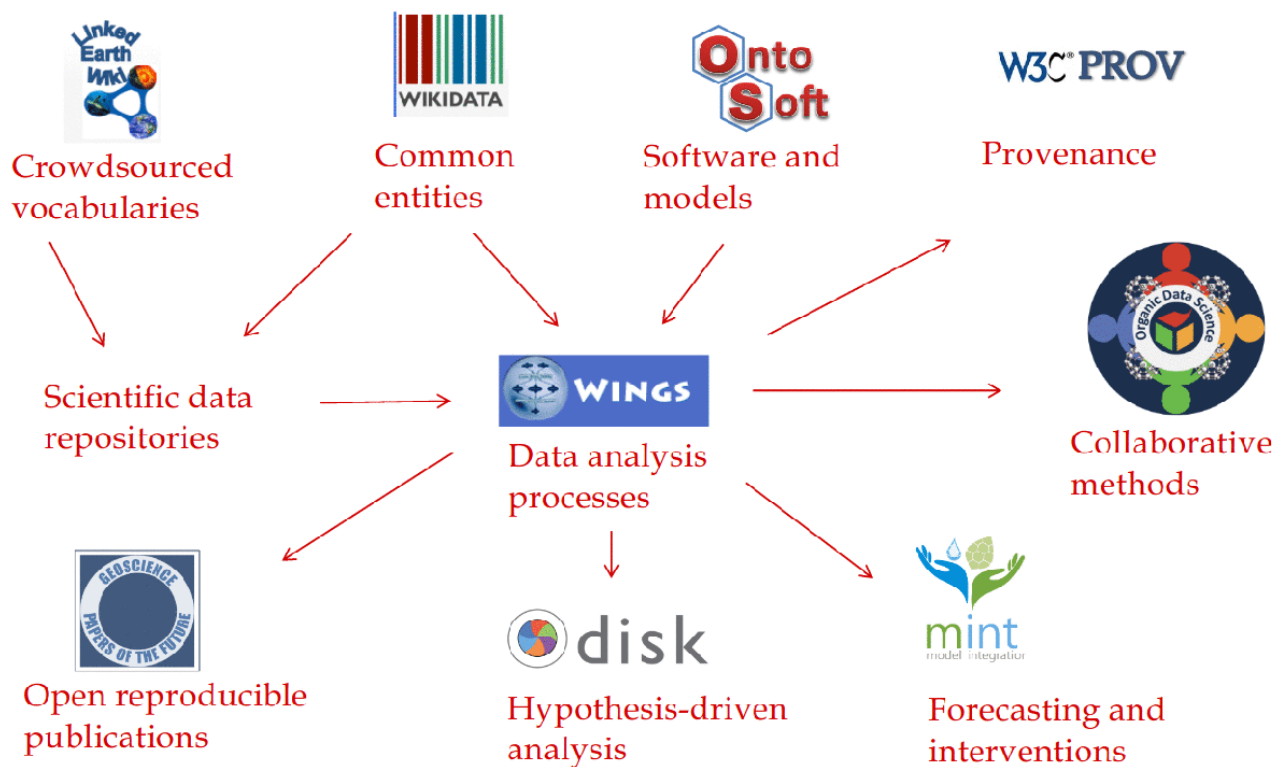 Linked
Earth
Wiki
Crowdsourced
vocabularies
WIKIDATA
Common
entities
Onto
Soft
Software and
models
W3C® PROV
Provenance
Organic Data Science
Collaborative
methods
Scientific data
repositories
WINGS
Data analysis
processes
GEOSCIENCE
PAPERS OF THE FUTURE
Open reproducible
publications
disk
Hypothesis-driven
analysis
mint
model integration
Forecasting and
interventions